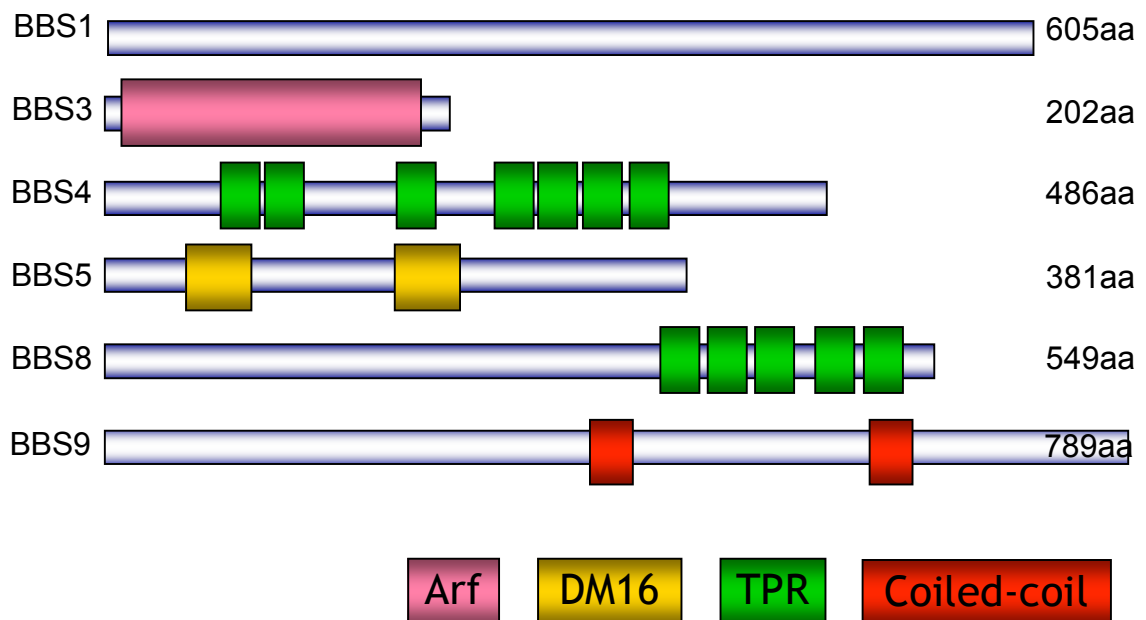 BBS1 605aa
BBS3 202aa
BBS4 486aa
BBS5 381aa
BBS8 549aa
BBS9 789aa
Arf DM16 TPR Coiled-coil